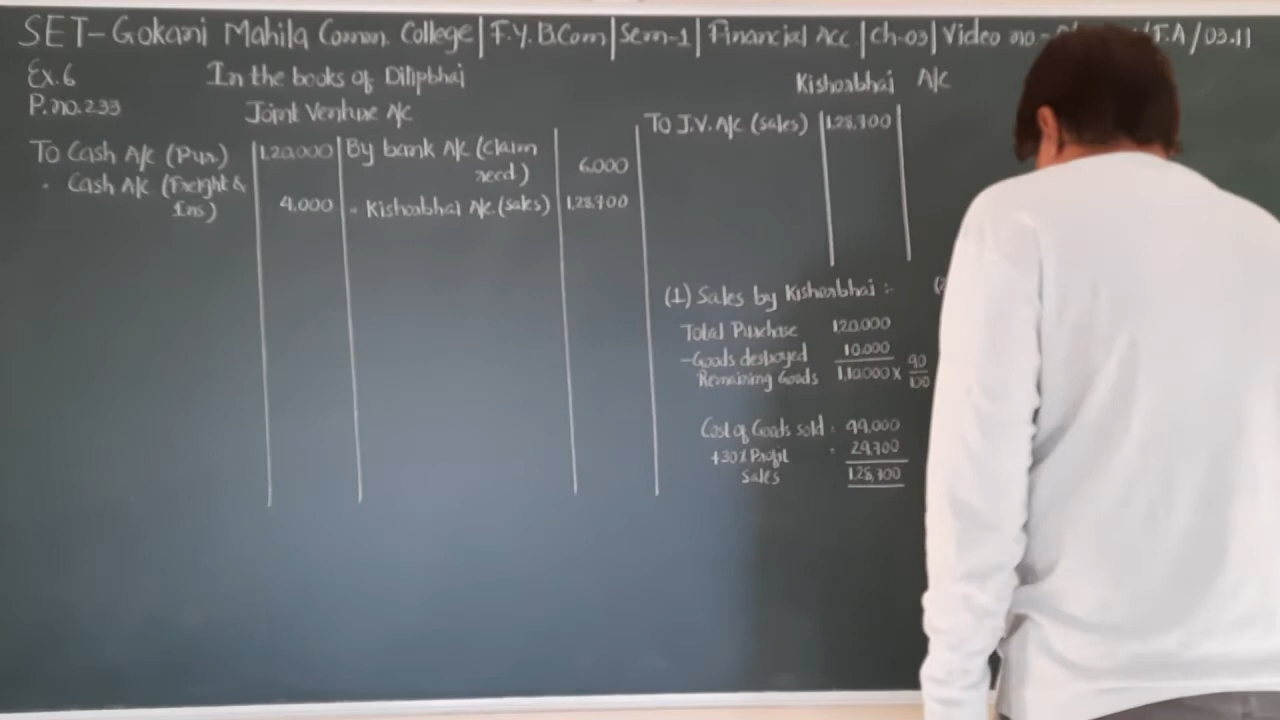 SET-Gokani Mahila Comm. College | F.Y. B.Com | Sem-1 | Financial Acc | ch-03 | Video no - /F.A/03.11
Ex.6
P.no.233
In the books of Dilipbhai
Joint Venture A/c
To Cash A/c (Pur.) 1,20,000 By bank A/c (claim recd) 6,000
" Cash A/c (Freight & Ins) 4,000 " Kishorbhai A/c (sales) 1,28,700
Kishorbhai A/c
To J.V. A/c (sales) 1,28,700
(1) Sales by Kishorbhai :-
Total Purchase 1,20,000
-Goods destroyed 10,000
Remaining Goods 1,10,000 x 90/100
Cost of Goods sold = 99,000
+30% Profit = 29,700
Sales 1,28,700